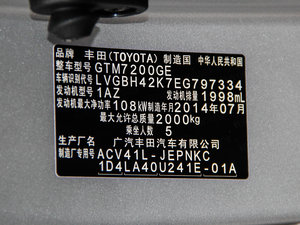 品牌 丰田(TOYOTA) 制造国 中华人民共和国
整车型号 GTM7200GE
车辆识别代号 LVGBH42K7EG797334
发动机型号 1AZ 发动机排量 1998mL
发动机最大净功率 108kW 制造年月 2014年07月
最大允许总质量 2000kg
乘坐人数 5
生产厂名 广汽丰田汽车有限公司
制造厂专用号 ACV41L-JEPNKC
1D4LA40U241E-01A